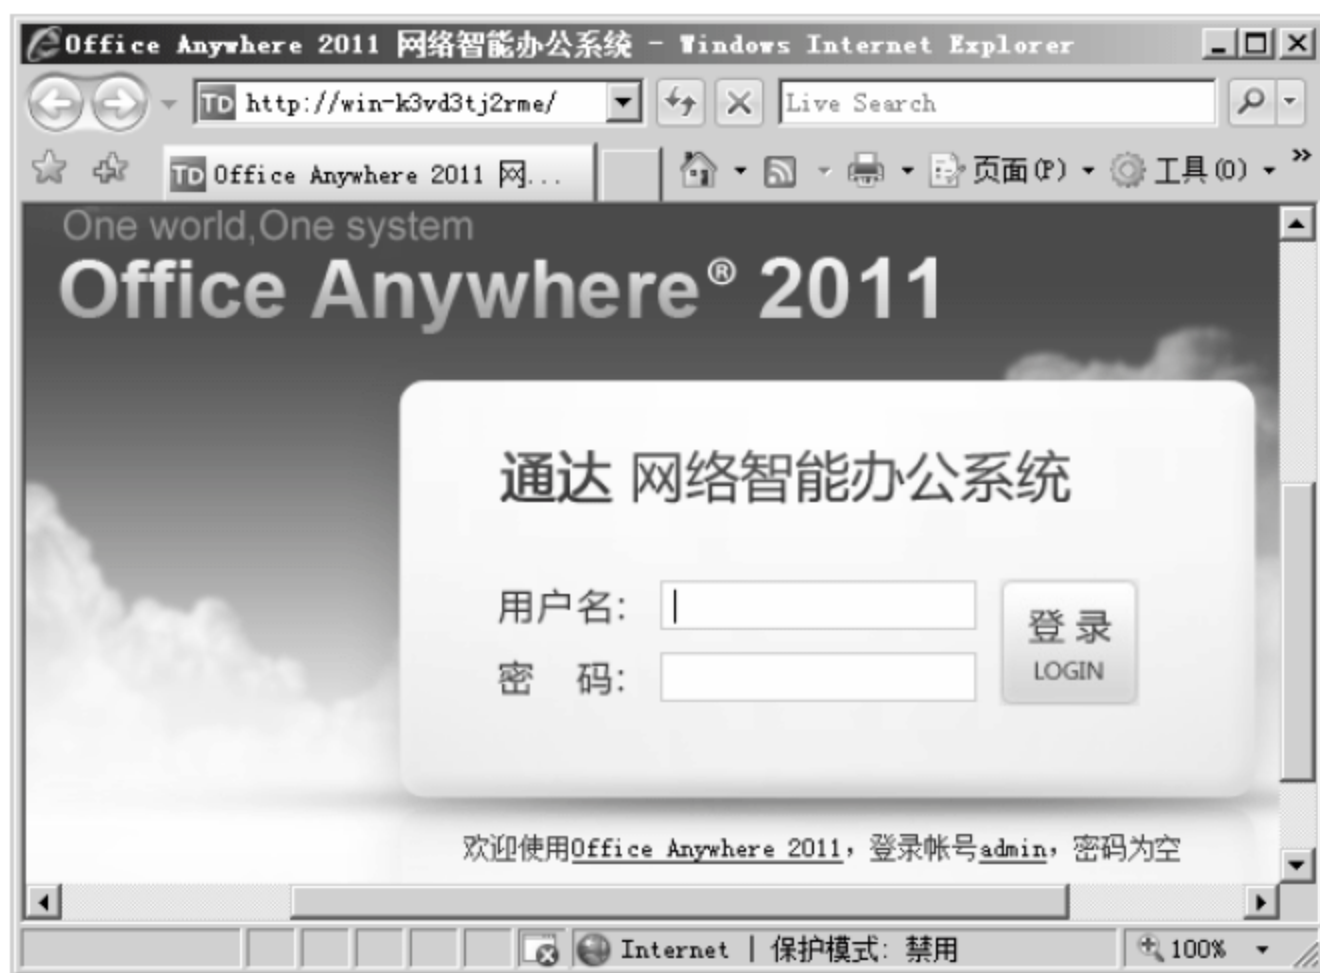 Office Anywhere 2011 网络智能办公系统 - Windows Internet Explorer
TD http://win-k3vd3tj2rme/ Live Search
TD Office Anywhere 2011 网... 页面(P) 工具(O) »
One world,One system
Office Anywhere® 2011
通达 网络智能办公系统
用户名:
登 录
密 码:
LOGIN
欢迎使用Office Anywhere 2011，登录帐号admin，密码为空
Internet | 保护模式: 禁用 100%